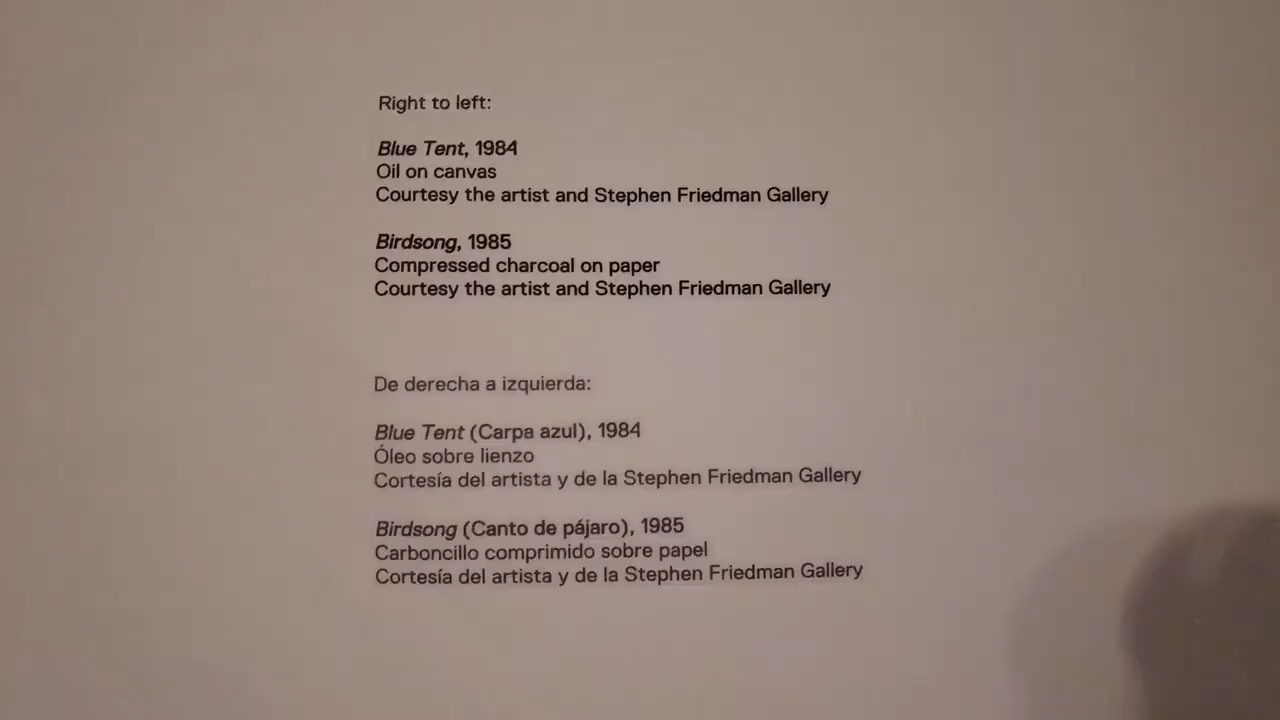 Right to left:
Blue Tent, 1984
Oil on canvas
Courtesy the artist and Stephen Friedman Gallery
Birdsong, 1985
Compressed charcoal on paper
Courtesy the artist and Stephen Friedman Gallery
De derecha a izquierda:
Blue Tent (Carpa azul), 1984
Óleo sobre lienzo
Cortesía del artista y de la Stephen Friedman Gallery
Birdsong (Canto de pájaro), 1985
Carboncillo comprimido sobre papel
Cortesía del artista y de la Stephen Friedman Gallery